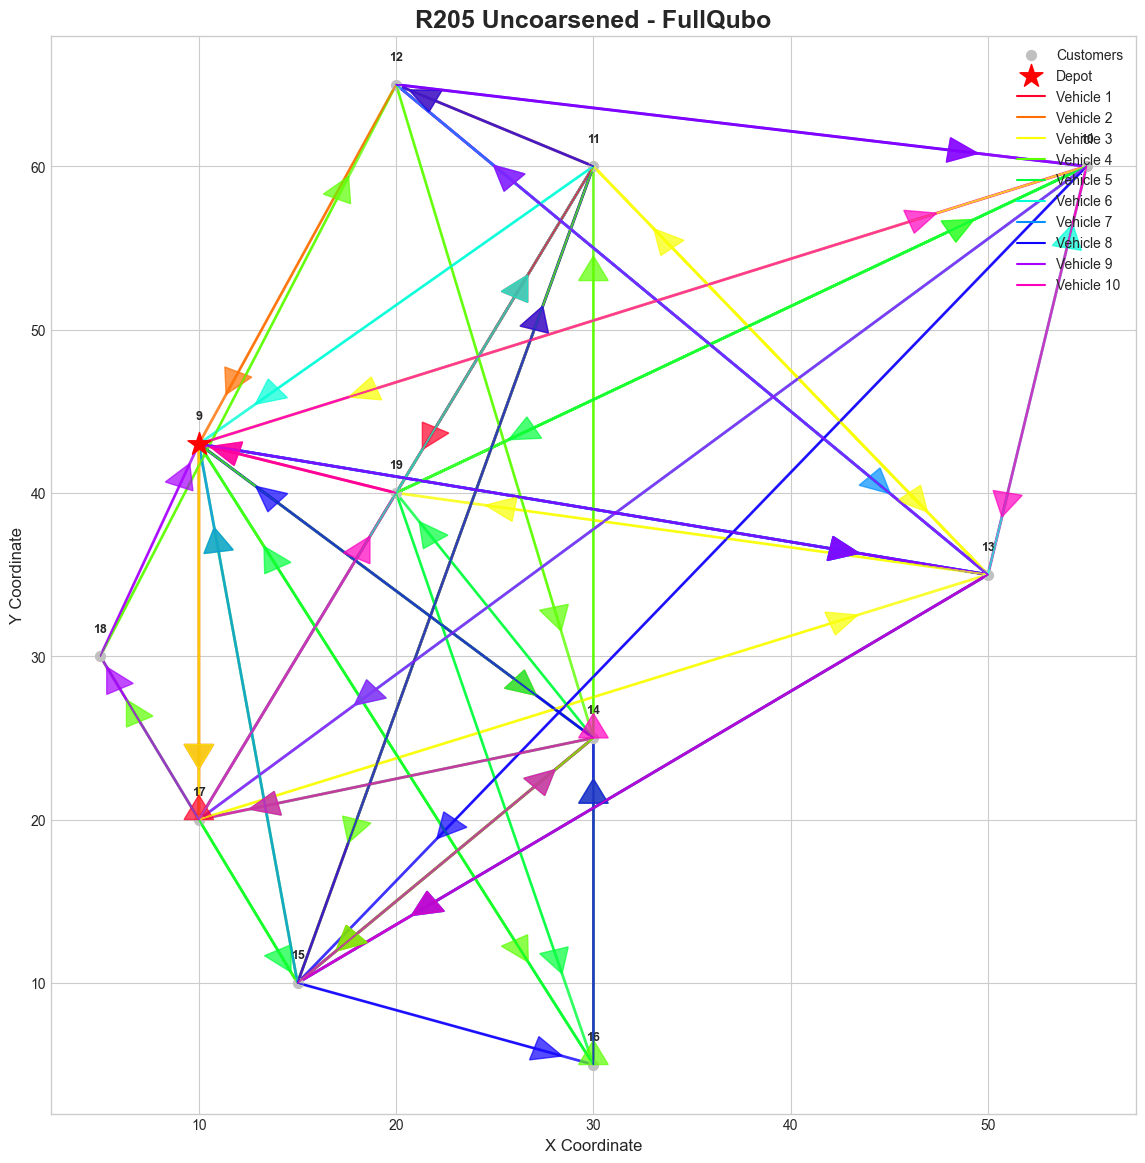 R205 Uncoarsened - FullQubo
12
Customers
Depot
Vehicle 1
Vehicle 2
Vehicle 3
Vehicle 4
Vehicle 5
Vehicle 6
Vehicle 7
Vehicle 8
Vehicle 9
Vehicle 10
11
10
9
19
13
18
14
17
15
16
60
50
40
30
20
10
Y Coordinate
10
20
30
40
50
X Coordinate